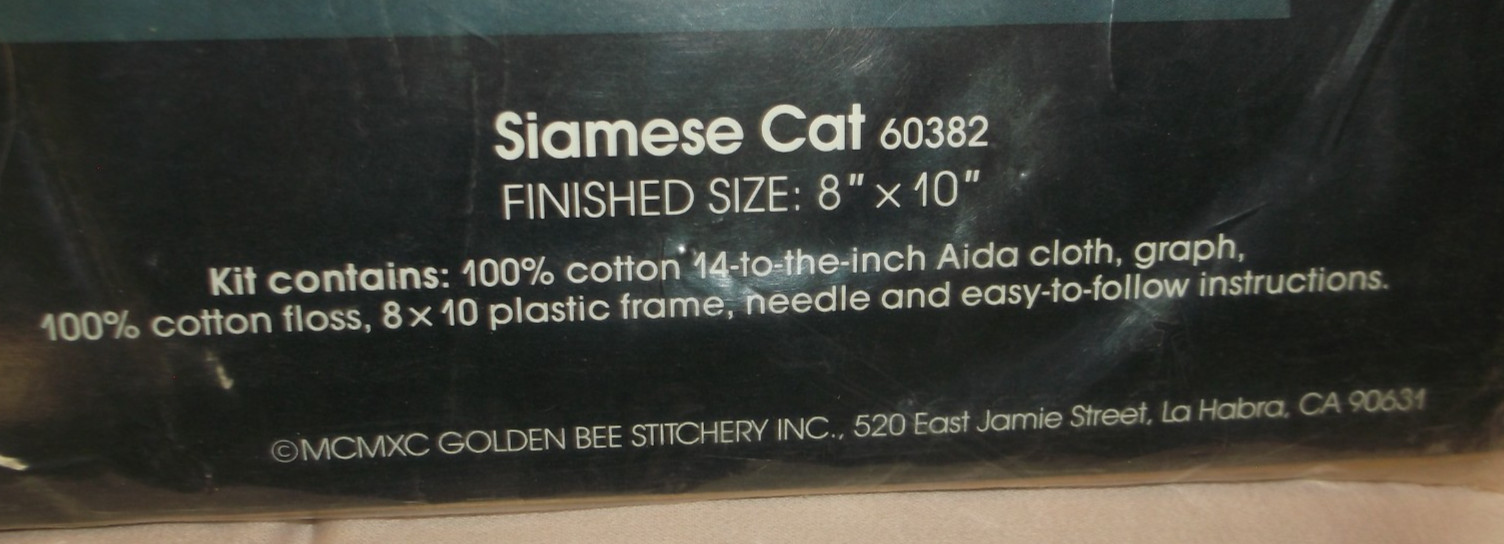 Siamese Cat 60382
FINISHED SIZE: 8" × 10"
Kit contains: 100% cotton 14-to-the-inch Aida cloth, graph,
100% cotton floss, 8 × 10 plastic frame, needle and easy-to-follow instructions.
©MCMXC GOLDEN BEE STITCHERY INC., 520 East Jamie Street, La Habra, CA 90631